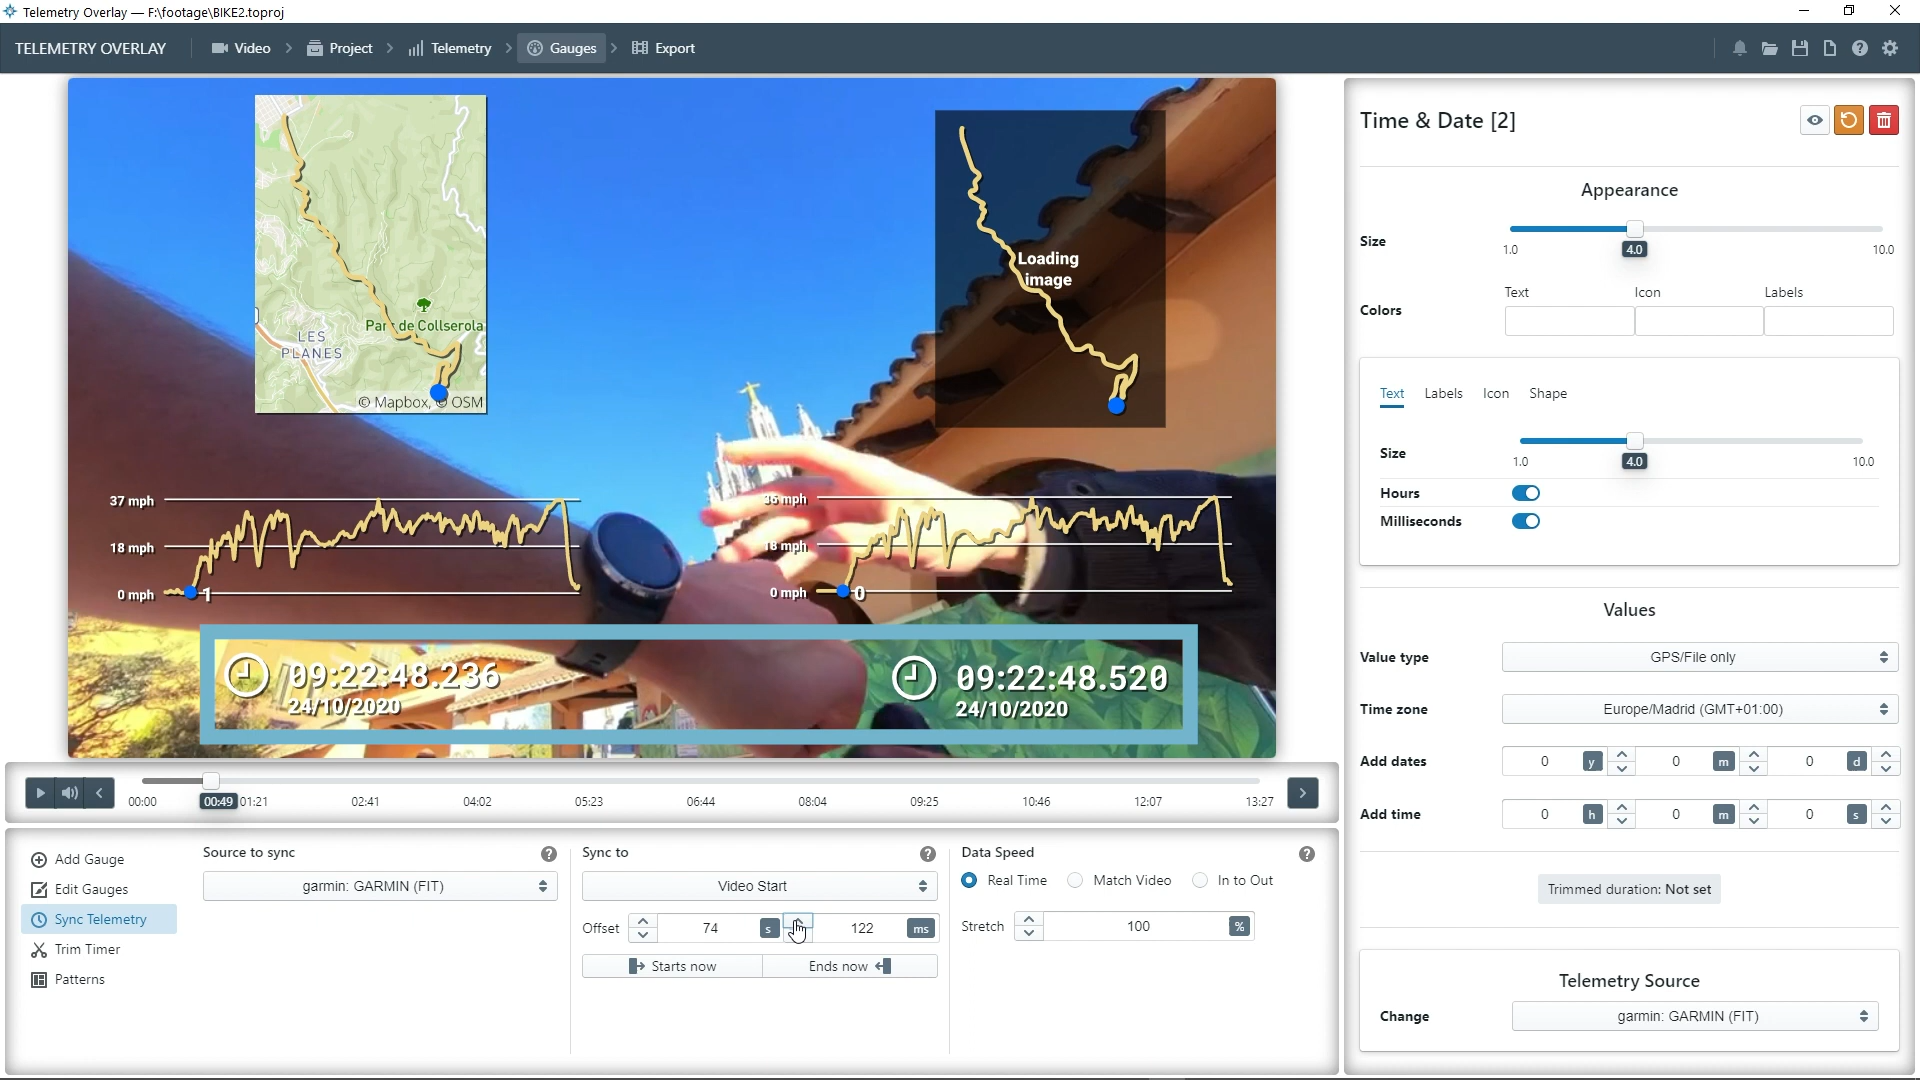 Telemetry Overlay — F:\footage\BIKE2.toproj
TELEMETRY OVERLAY
Video
Project
Telemetry
Gauges
Export
LES PLANES
Parc de Collserola
© Mapbox, © OSM
Loading
image
37 mph
18 mph
0 mph
1
36 mph
18 mph
0 mph
0
09:22:48.236
24/10/2020
09:22:48.520
24/10/2020
00:00
00:49
01:21
02:41
04:02
05:23
06:44
08:04
09:25
10:46
12:07
13:27
Add Gauge
Edit Gauges
Sync Telemetry
Trim Timer
Patterns
Source to sync
garmin: GARMIN (FIT)
Sync to
Video Start
Offset 74 s 122 ms
Starts now
Ends now
Data Speed
Real Time
Match Video
In to Out
Stretch 100 %
Time & Date [2]
Appearance
Size
1.0 4.0 10.0
Text Icon Labels
Colors
Text Labels Icon Shape
Size
1.0 4.0 10.0
Hours
Milliseconds
Values
Value type GPS/File only
Time zone Europe/Madrid (GMT+01:00)
Add dates 0 y 0 m 0 d
Add time 0 h 0 m 0 s
Trimmed duration: Not set
Telemetry Source
Change garmin: GARMIN (FIT)